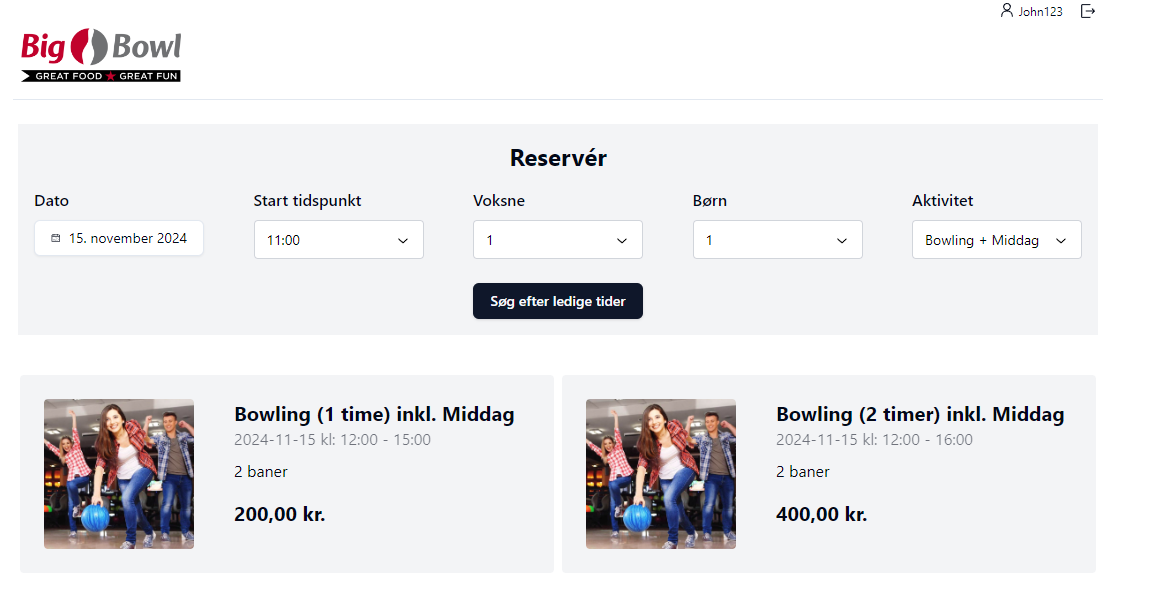 John123
Big Bowl
GREAT FOOD ★ GREAT FUN
Reservér
Dato
Start tidspunkt
Voksne
Børn
Aktivitet
15. november 2024
11:00
1
1
Bowling + Middag
Søg efter ledige tider
Bowling (1 time) inkl. Middag
2024-11-15 kl: 12:00 - 15:00
2 baner
200,00 kr.
Bowling (2 timer) inkl. Middag
2024-11-15 kl: 12:00 - 16:00
2 baner
400,00 kr.